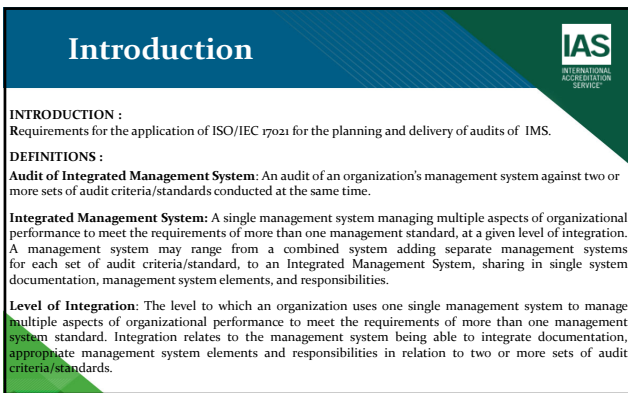 Introduction
IAS
INTERNATIONAL
ACCREDITATION
SERVICE®
INTRODUCTION :
Requirements for the application of ISO/IEC 17021 for the planning and delivery of audits of IMS.
DEFINITIONS :
Audit of Integrated Management System: An audit of an organization's management system against two or
more sets of audit criteria/standards conducted at the same time.
Integrated Management System: A single management system managing multiple aspects of organizational
performance to meet the requirements of more than one management standard, at a given level of integration.
A management system may range from a combined system adding separate management systems
for each set of audit criteria/standard, to an Integrated Management System, sharing in single system
documentation, management system elements, and responsibilities.
Level of Integration: The level to which an organization uses one single management system to manage
multiple aspects of organizational performance to meet the requirements of more than one management
system standard. Integration relates to the management system being able to integrate documentation,
appropriate management system elements and responsibilities in relation to two or more sets of audit
criteria/standards.